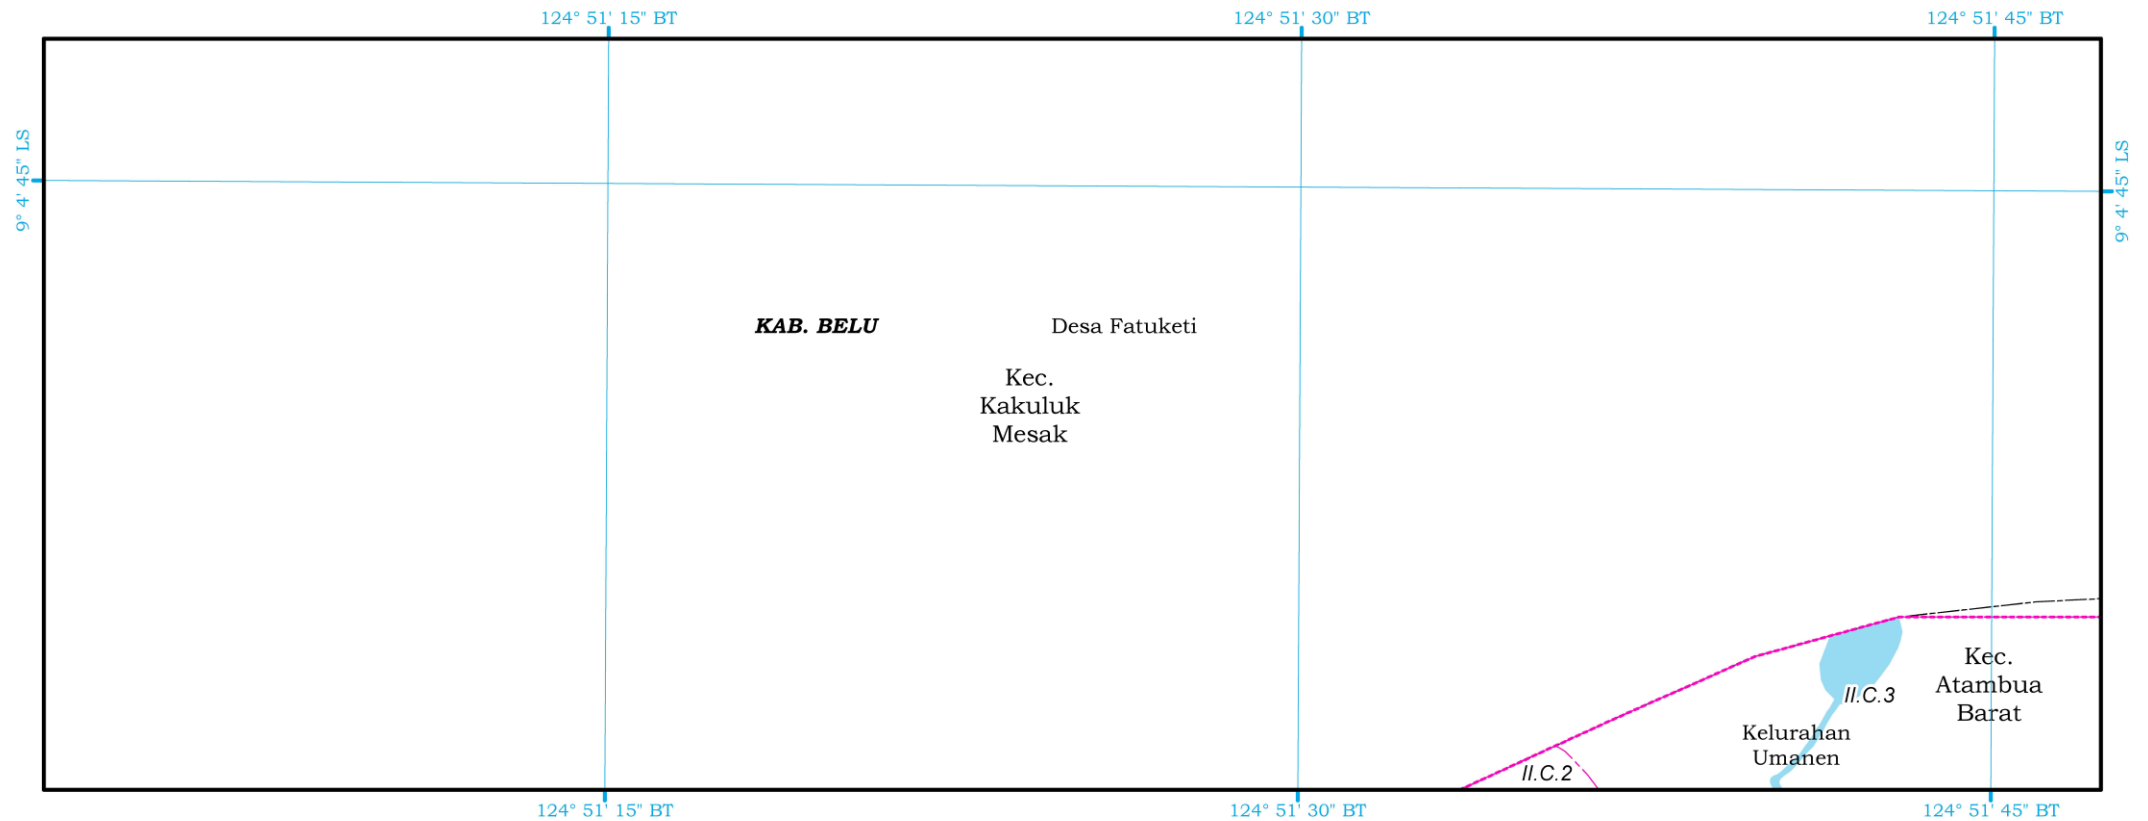 124° 51' 15" BT
124° 51' 30" BT
124° 51' 45" BT
9° 4' 45" LS
9° 4' 45" LS
KAB. BELU
Desa Fatuketi
Kec.
Kakuluk
Mesak
Kec.
Atambua
Barat
II.C.3
Kelurahan
Umanen
II.C.2
124° 51' 15" BT
124° 51' 30" BT
124° 51' 45" BT